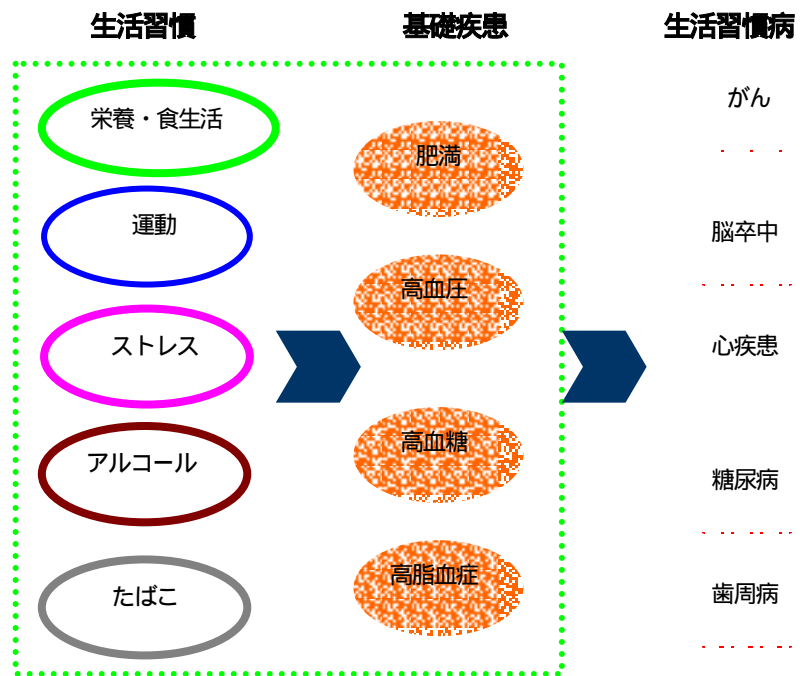 生活習慣
基礎疾患
生活習慣病
栄養・食生活
運動
ストレス
アルコール
たばこ
肥満
高血圧
高血糖
高脂血症
がん
脳卒中
心疾患
糖尿病
歯周病